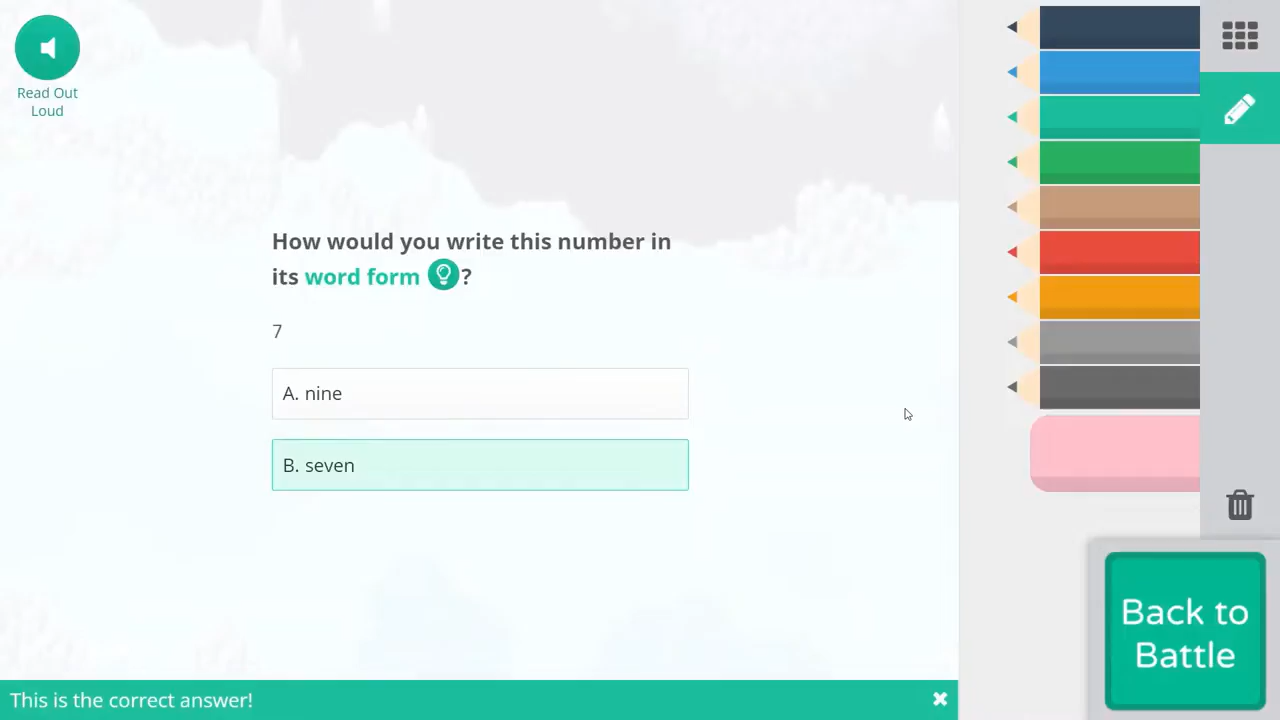 Read Out
Loud
How would you write this number in
its word form ?
7
A. nine
B. seven
Back to
Battle
This is the correct answer!